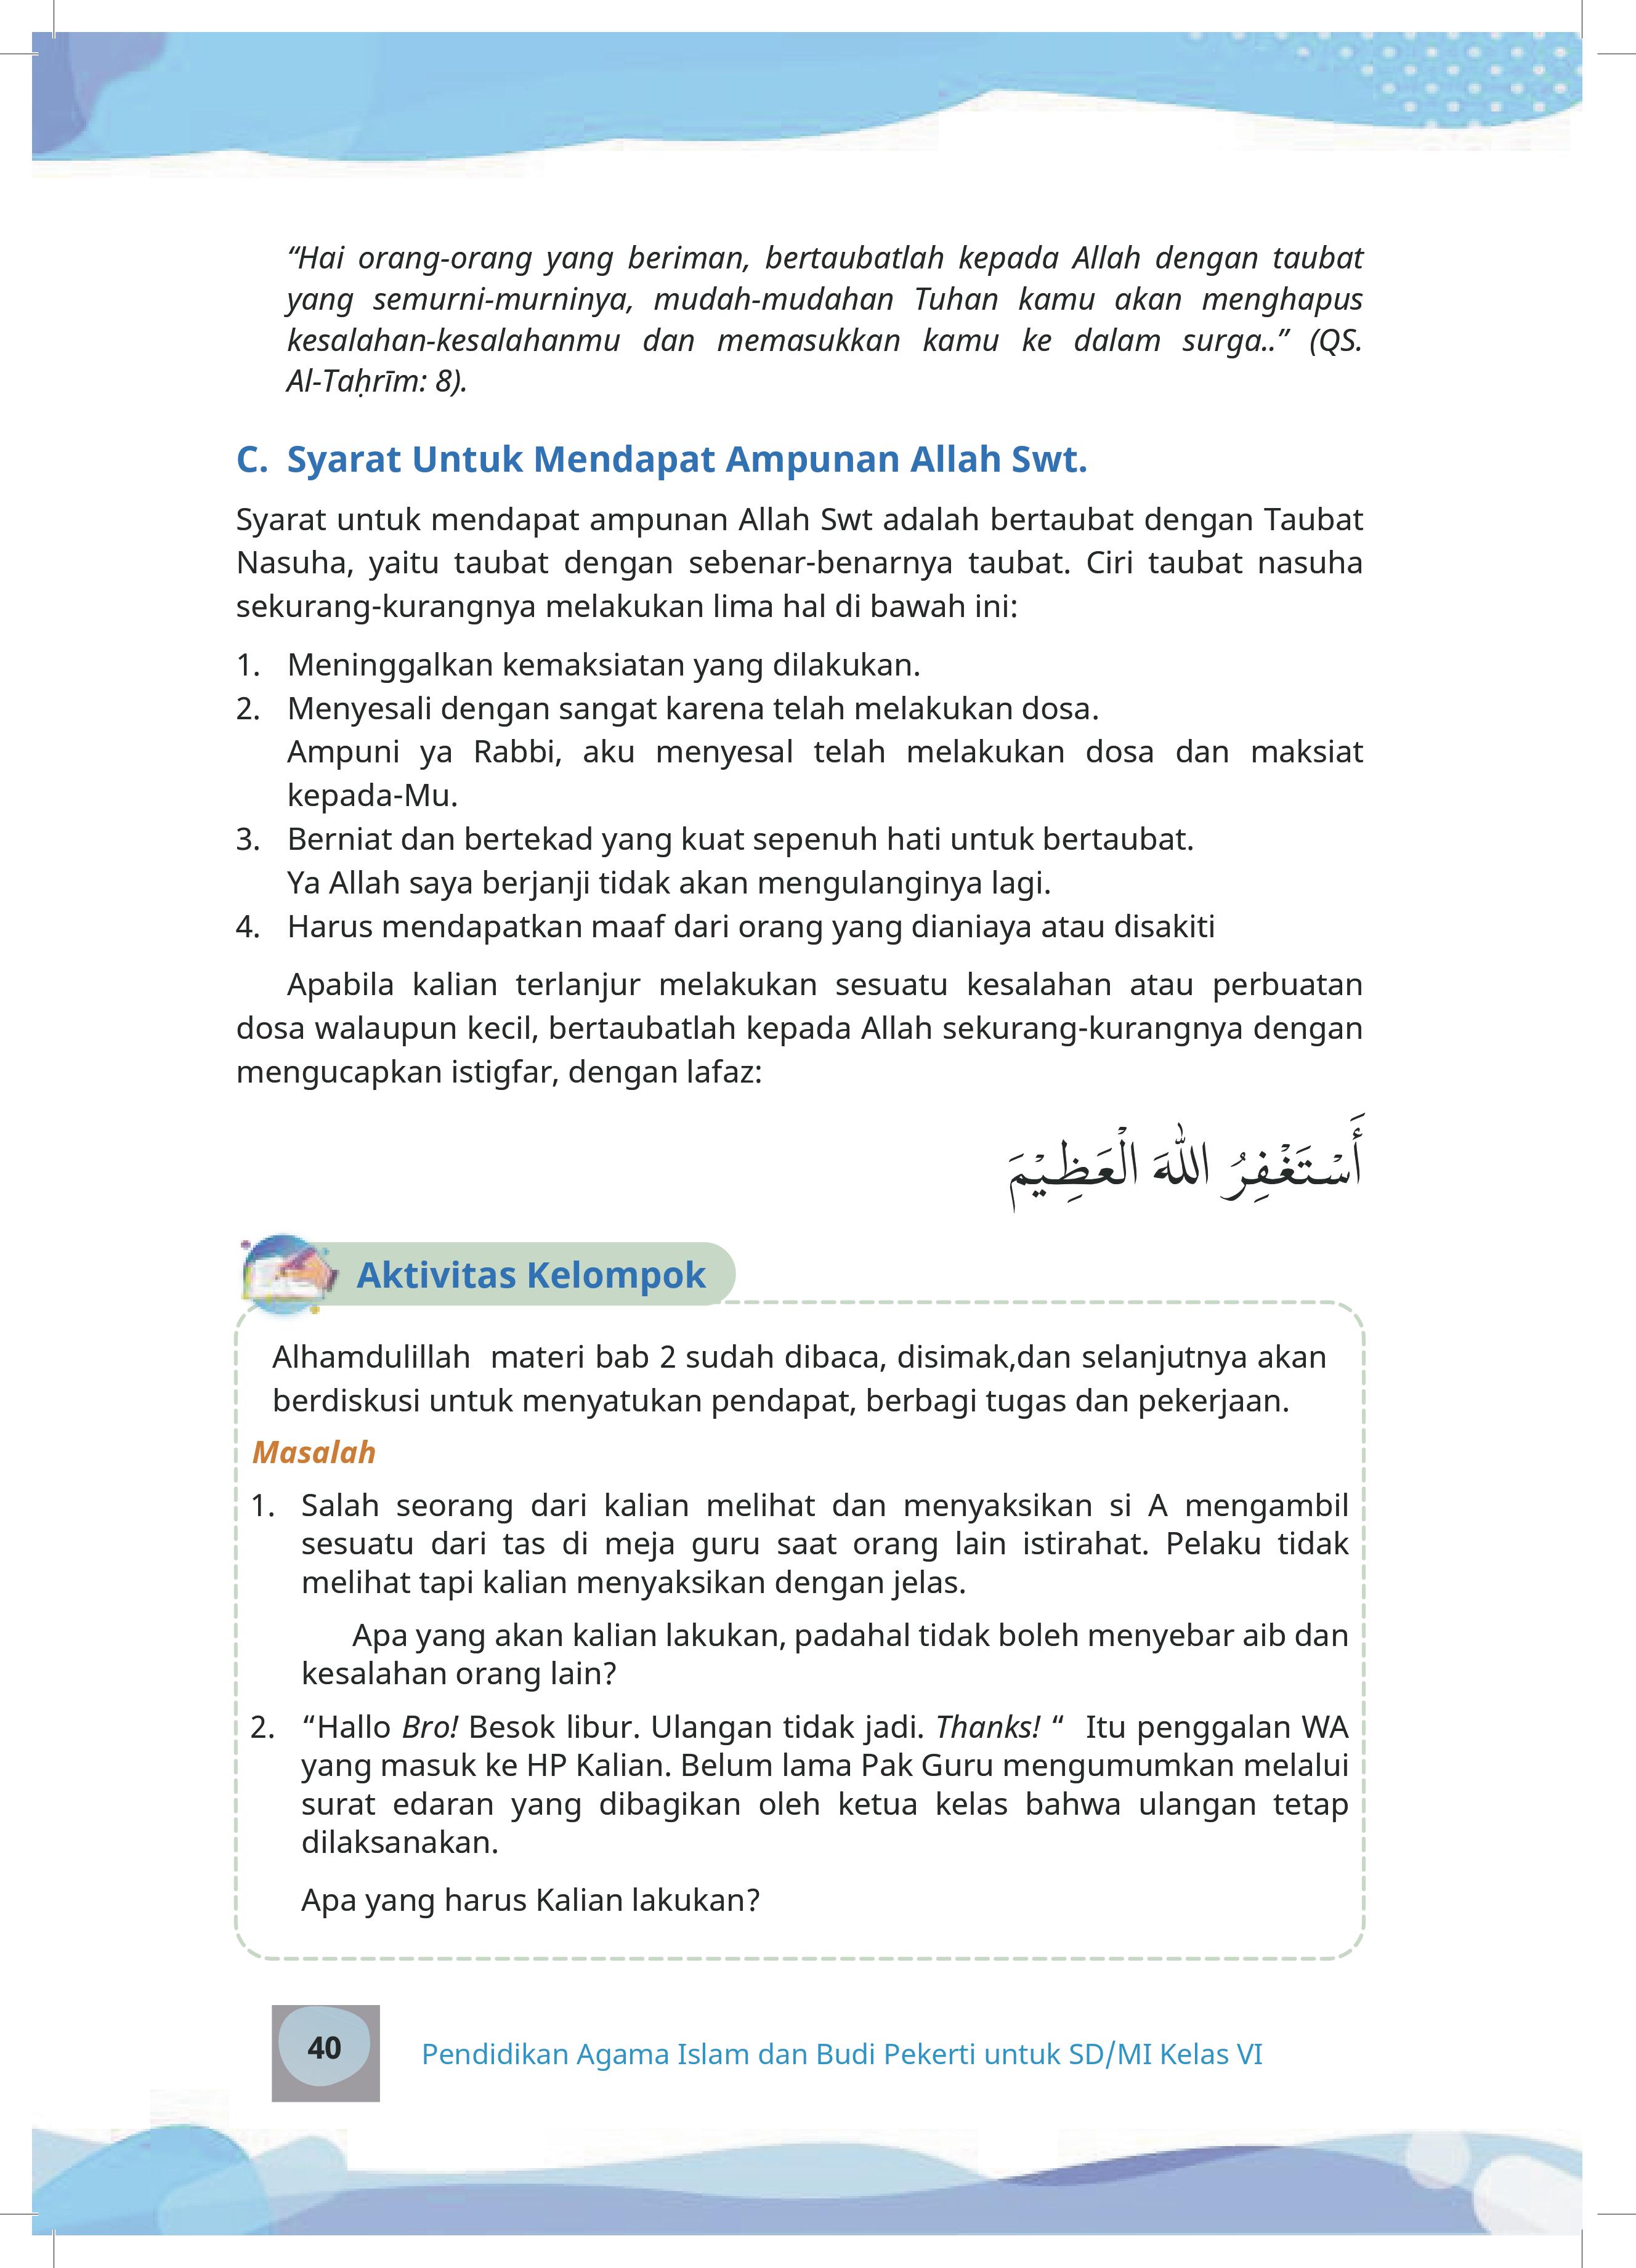 “Hai orang-orang yang beriman, bertaubatlah kepada Allah dengan taubat
yang semurni-murninya, mudah-mudahan Tuhan kamu akan menghapus
kesalahan-kesalahanmu dan memasukkan kamu ke dalam surga..” (QS.
Al-Taḥrīm: 8).
C. Syarat Untuk Mendapat Ampunan Allah Swt.
Syarat untuk mendapat ampunan Allah Swt adalah bertaubat dengan Taubat
Nasuha, yaitu taubat dengan sebenar-benarnya taubat. Ciri taubat nasuha
sekurang-kurangnya melakukan lima hal di bawah ini:
1. Meninggalkan kemaksiatan yang dilakukan.
2. Menyesali dengan sangat karena telah melakukan dosa.
Ampuni ya Rabbi, aku menyesal telah melakukan dosa dan maksiat
kepada-Mu.
3. Berniat dan bertekad yang kuat sepenuh hati untuk bertaubat.
Ya Allah saya berjanji tidak akan mengulanginya lagi.
4. Harus mendapatkan maaf dari orang yang dianiaya atau disakiti
Apabila kalian terlanjur melakukan sesuatu kesalahan atau perbuatan
dosa walaupun kecil, bertaubatlah kepada Allah sekurang-kurangnya dengan
mengucapkan istigfar, dengan lafaz:
أَسْتَغْفِرُ اللّٰهَ الْعَظِيْمَ
Aktivitas Kelompok
Alhamdulillah materi bab 2 sudah dibaca, disimak,dan selanjutnya akan
berdiskusi untuk menyatukan pendapat, berbagi tugas dan pekerjaan.
Masalah
1. Salah seorang dari kalian melihat dan menyaksikan si A mengambil
sesuatu dari tas di meja guru saat orang lain istirahat. Pelaku tidak
melihat tapi kalian menyaksikan dengan jelas.
Apa yang akan kalian lakukan, padahal tidak boleh menyebar aib dan
kesalahan orang lain?
2. “Hallo Bro! Besok libur. Ulangan tidak jadi. Thanks! “ Itu penggalan WA
yang masuk ke HP Kalian. Belum lama Pak Guru mengumumkan melalui
surat edaran yang dibagikan oleh ketua kelas bahwa ulangan tetap
dilaksanakan.
Apa yang harus Kalian lakukan?
40 Pendidikan Agama Islam dan Budi Pekerti untuk SD/MI Kelas VI